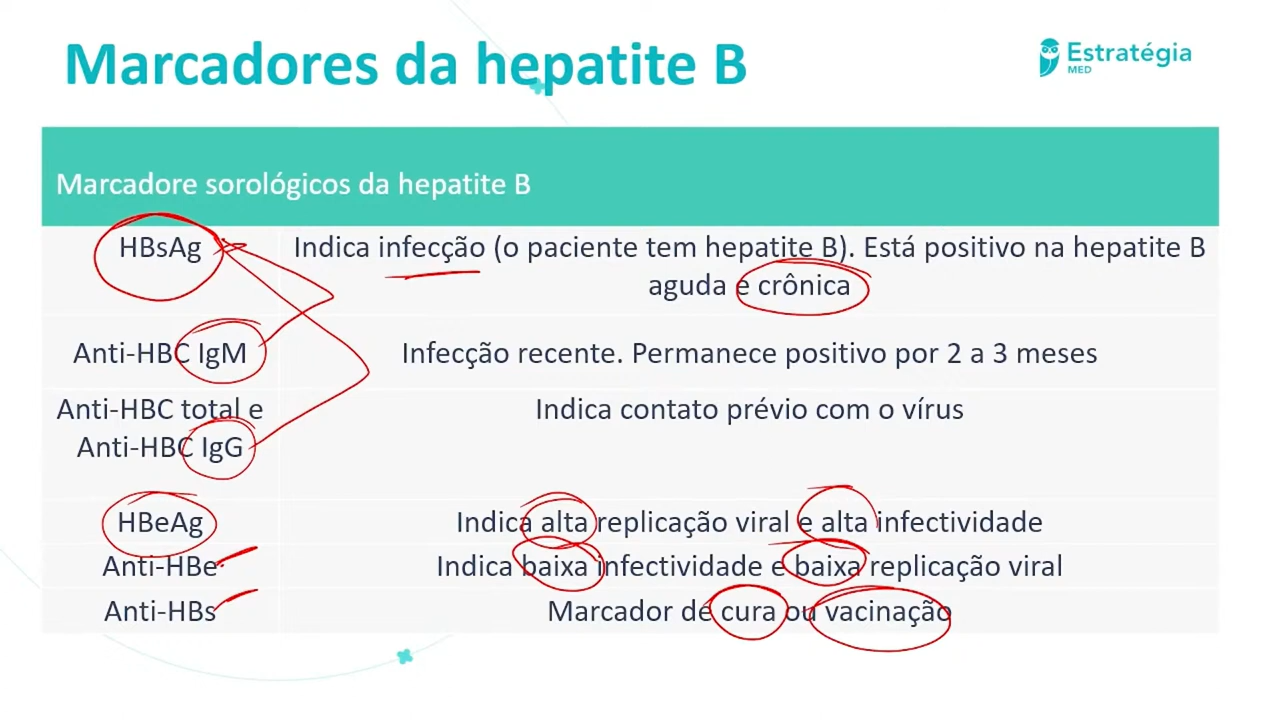 Marcadores da hepatite B
Estratégia
MED
Marcadore sorológicos da hepatite B
HBsAg
Indica infecção (o paciente tem hepatite B). Está positivo na hepatite B
aguda e crônica
Anti-HBC IgM
Infecção recente. Permanece positivo por 2 a 3 meses
Anti-HBC total e
Anti-HBC IgG
Indica contato prévio com o vírus
HBeAg
Indica alta replicação viral e alta infectividade
Anti-HBe
Indica baixa infectividade e baixa replicação viral
Anti-HBs
Marcador de cura ou vacinação